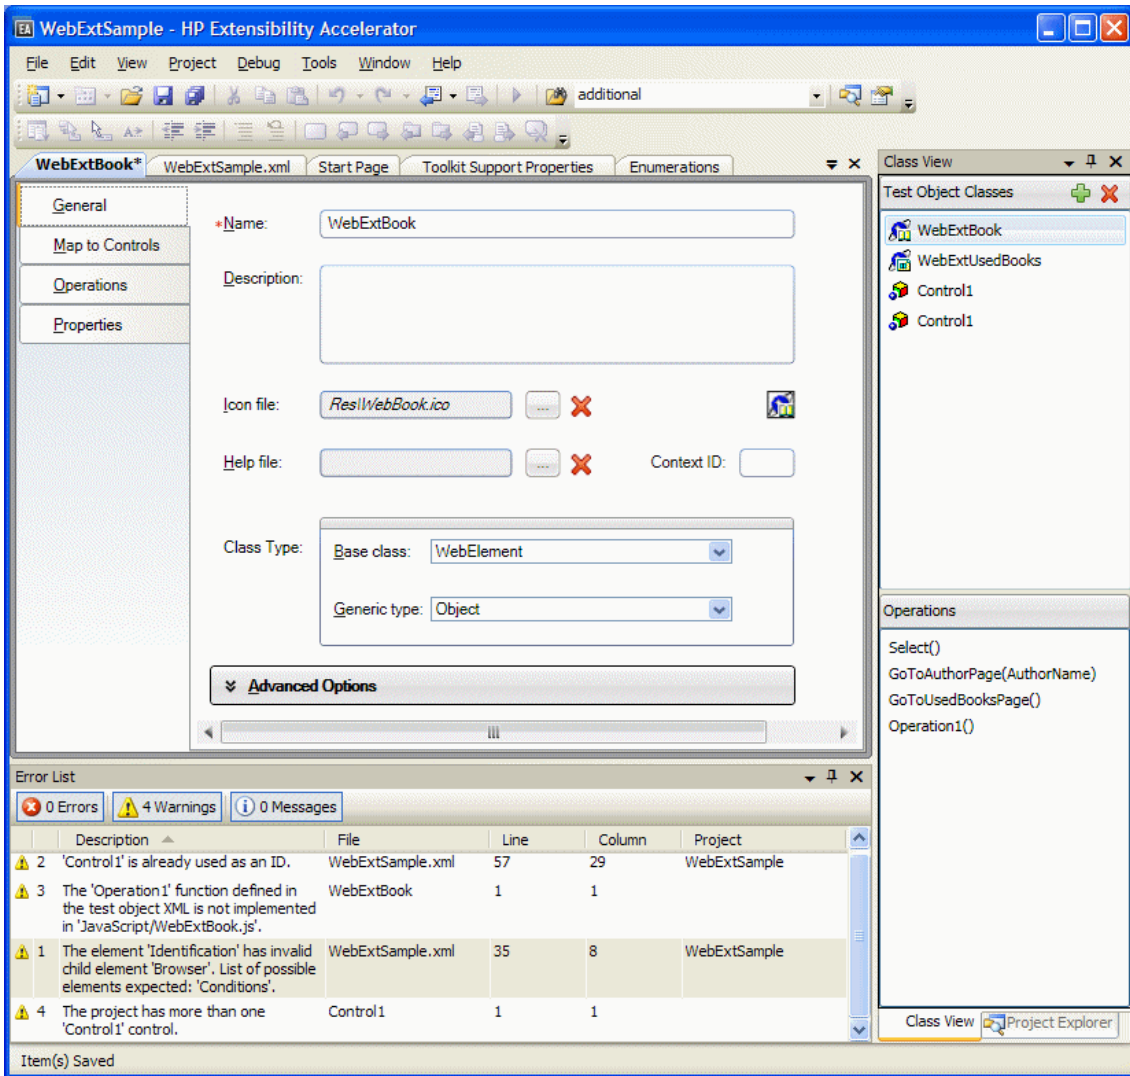 EA WebExtSample - HP Extensibility Accelerator
File Edit View Project Debug Tools Window Help
additional
WebExtBook* WebExtSample.xml Start Page Toolkit Support Properties Enumerations
General
Map to Controls
Operations
Properties
*Name: WebExtBook
Description:
Icon file: Res\WebBook.ico ...
Help file: ... Context ID:
Class Type:
Base class: WebElement
Generic type: Object
Advanced Options
Class View
Test Object Classes
WebExtBook
WebExtUsedBooks
Control1
Control1
Operations
Select()
GoToAuthorPage(AuthorName)
GoToUsedBooksPage()
Operation1()
Class View Project Explorer
Error List
0 Errors 4 Warnings 0 Messages
Description File Line Column Project
2 'Control1' is already used as an ID. WebExtSample.xml 57 29 WebExtSample
3 The 'Operation1' function defined in WebExtBook 1 1
the test object XML is not implemented
in 'JavaScript/WebExtBook.js'.
1 The element 'Identification' has invalid WebExtSample.xml 35 8 WebExtSample
child element 'Browser'. List of possible
elements expected: 'Conditions'.
4 The project has more than one Control1 1 1
'Control1' control.
Item(s) Saved